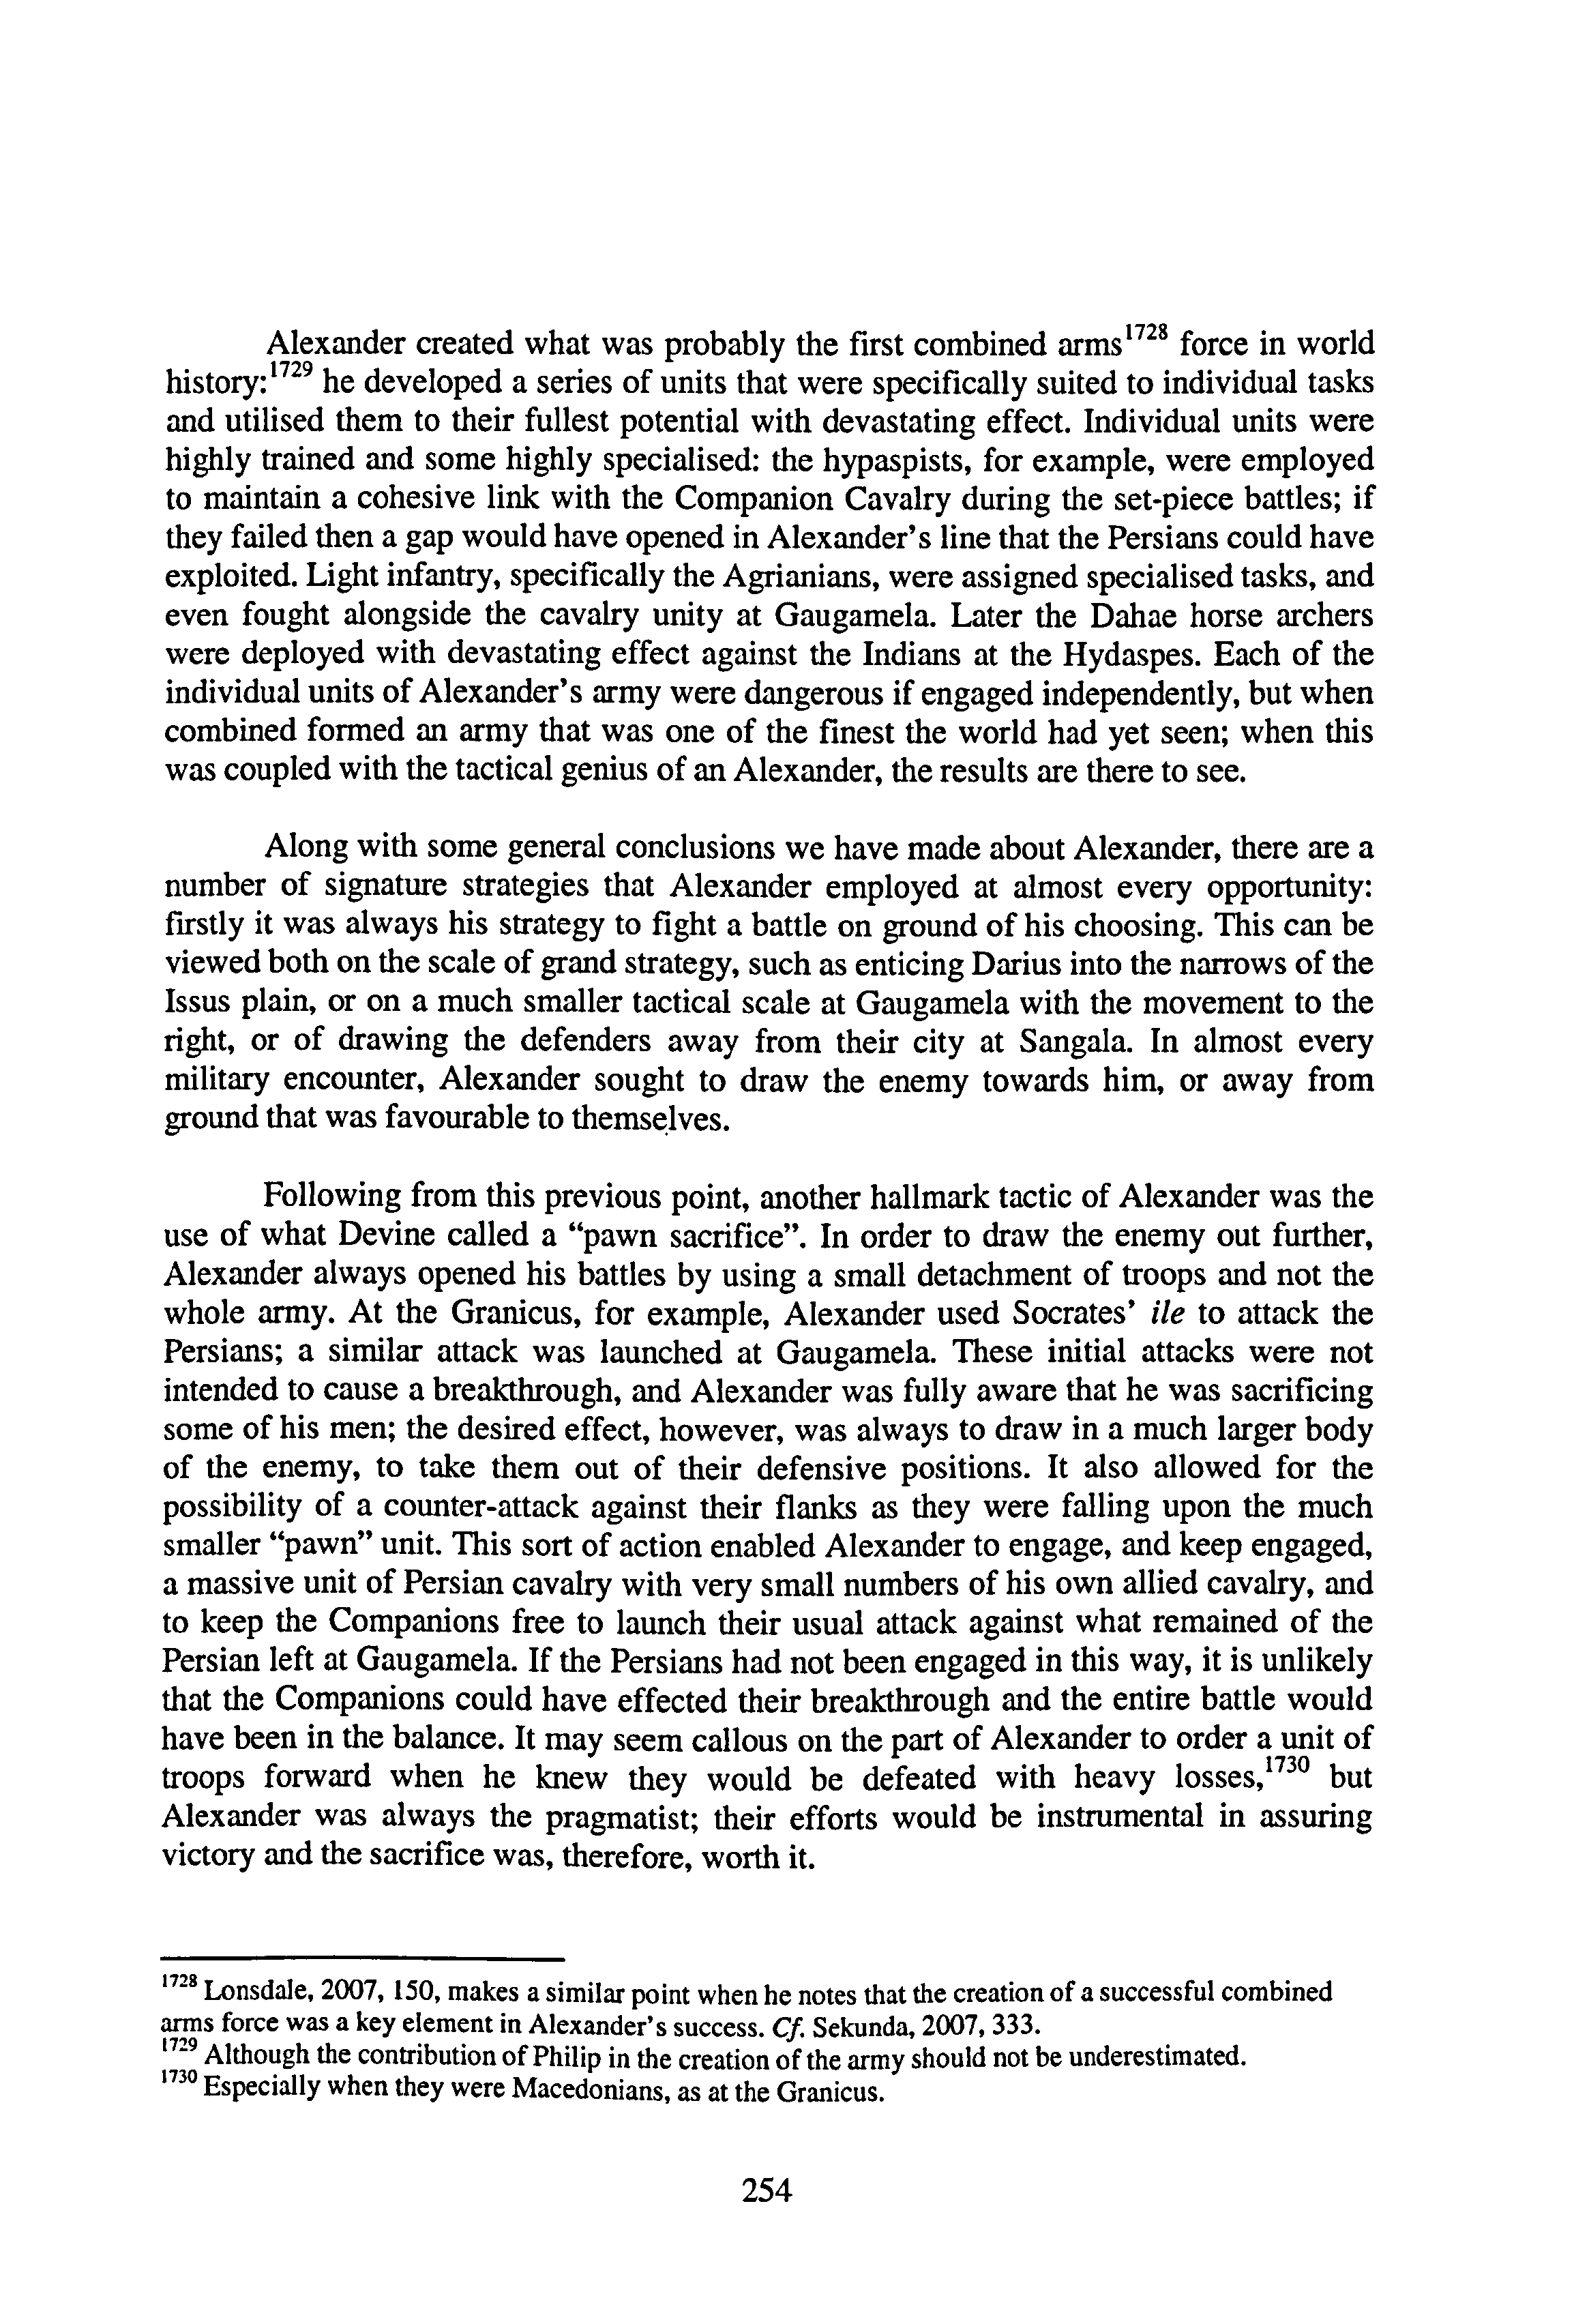 Alexander created what was probably the first combined arms1728 force in world
history:1729 he developed a series of units that were specifically suited to individual tasks
and utilised them to their fullest potential with devastating effect. Individual units were
highly trained and some highly specialised: the hypaspists, for example, were employed
to maintain a cohesive link with the Companion Cavalry during the set-piece battles; if
they failed then a gap would have opened in Alexander's line that the Persians could have
exploited. Light infantry, specifically the Agrianians, were assigned specialised tasks, and
even fought alongside the cavalry unity at Gaugamela. Later the Dahae horse archers
were deployed with devastating effect against the Indians at the Hydaspes. Each of the
individual units of Alexander's army were dangerous if engaged independently, but when
combined formed an army that was one of the finest the world had yet seen; when this
was coupled with the tactical genius of an Alexander, the results are there to see.
Along with some general conclusions we have made about Alexander, there are a
number of signature strategies that Alexander employed at almost every opportunity:
firstly it was always his strategy to fight a battle on ground of his choosing. This can be
viewed both on the scale of grand strategy, such as enticing Darius into the narrows of the
Issus plain, or on a much smaller tactical scale at Gaugamela with the movement to the
right, or of drawing the defenders away from their city at Sangala. In almost every
military encounter, Alexander sought to draw the enemy towards him, or away from
ground that was favourable to themselves.
Following from this previous point, another hallmark tactic of Alexander was the
use of what Devine called a “pawn sacrifice”. In order to draw the enemy out further,
Alexander always opened his battles by using a small detachment of troops and not the
whole army. At the Granicus, for example, Alexander used Socrates' ile to attack the
Persians; a similar attack was launched at Gaugamela. These initial attacks were not
intended to cause a breakthrough, and Alexander was fully aware that he was sacrificing
some of his men; the desired effect, however, was always to draw in a much larger body
of the enemy, to take them out of their defensive positions. It also allowed for the
possibility of a counter-attack against their flanks as they were falling upon the much
smaller “pawn” unit. This sort of action enabled Alexander to engage, and keep engaged,
a massive unit of Persian cavalry with very small numbers of his own allied cavalry, and
to keep the Companions free to launch their usual attack against what remained of the
Persian left at Gaugamela. If the Persians had not been engaged in this way, it is unlikely
that the Companions could have effected their breakthrough and the entire battle would
have been in the balance. It may seem callous on the part of Alexander to order a unit of
troops forward when he knew they would be defeated with heavy losses,1730 but
Alexander was always the pragmatist; their efforts would be instrumental in assuring
victory and the sacrifice was, therefore, worth it.
1728 Lonsdale, 2007, 150, makes a similar point when he notes that the creation of a successful combined
arms force was a key element in Alexander's success. Cf. Sekunda, 2007, 333.
1729 Although the contribution of Philip in the creation of the army should not be underestimated.
1730 Especially when they were Macedonians, as at the Granicus.
254